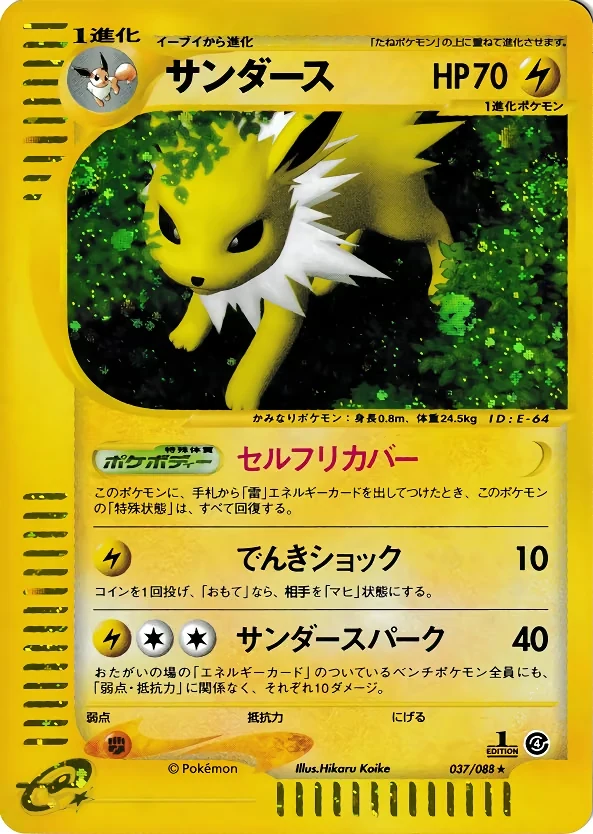 1進化
イーブイから進化
「たねポケモン」の上に重ねて進化させます。
サンダース HP70
1進化ポケモン
かみなりポケモン:身長0.8m、体重24.5kg ID:E-64
特殊体質
ポケボディー セルフリカバー
このポケモンに、手札から「雷」エネルギーカードを出してつけたとき、このポケモン
の「特殊状態」は、すべて回復する。
でんきショック 10
コインを1回投げ、「おもて」なら、相手を「マヒ」状態にする。
サンダースパーク 40
おたがいの場の「エネルギーカード」のついているベンチポケモン全員にも、
「弱点・抵抗力」に関係なく、それぞれ10ダメージ。
弱点 抵抗力 にげる
1
EDITION
4
© Pokémon Illus.Hikaru Koike 037/088★
e